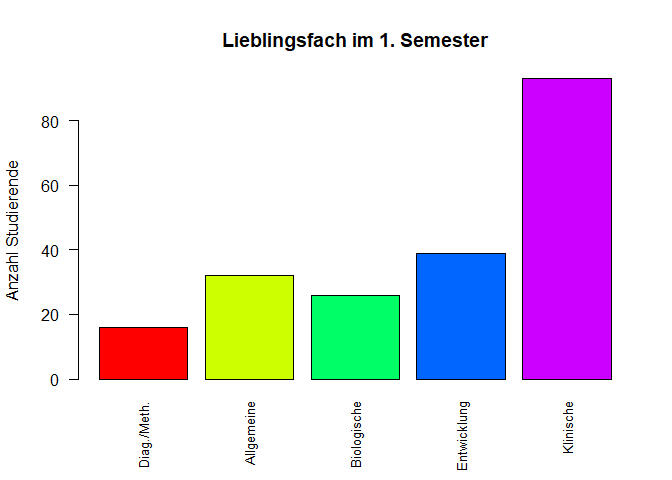 Lieblingsfach im 1. Semester
Anzahl Studierende
80
60
40
20
0
Diag./Meth.
Allgemeine
Biologische
Entwicklung
Klinische